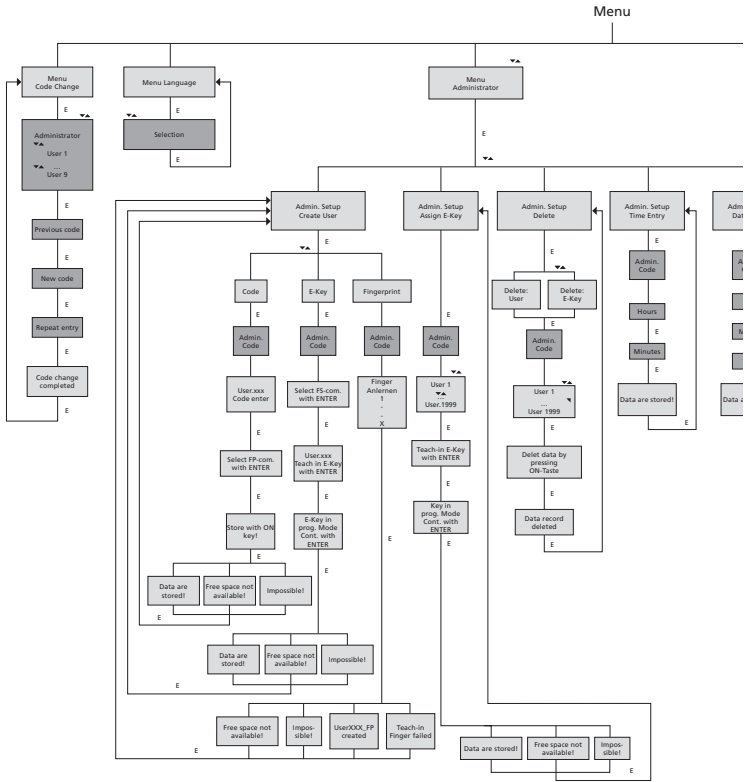 Menu
Menu
Code Change
E
Administrator
User 1
...
User 9
E
Previous code
E
New code
E
Repeat entry
E
Code change
completed
E
Menu Language
E
Selection
E
Menu
Administrator
E
Admin. Setup
Create User
E
Code
E
Admin.
Code
E
User.xxx
Code enter
E
Select FP-com.
with ENTER
E
Store with ON
key!
E
Data are
stored!
Free space not
available!
Impossible!
E
E-Key
E
Admin.
Code
E
Select FS-com.
with ENTER
E
User.xxx
Teach in E-Key
with ENTER
E
E-Key in
prog. Mode
Cont. with
ENTER
E
Data are
stored!
Free space not
available!
Impossible!
E
Fingerprint
E
Admin.
Code
E
Finger
Anlernen
1
-
-
X
E
Free space not
available!
Impos-
sible!
UserXXX_FP
created
Teach-in
Finger failed
E
Admin. Setup
Assign E-Key
E
Admin.
Code
E
User 1
...
User.1999
E
Teach-in E-Key
with ENTER
E
Key in
prog. Mode
Cont. with
ENTER
E
Data are stored!
Free space not
available!
Impos-
sible!
E
Admin. Setup
Delete
E
Delete:
User
Delete:
E-Key
E
Admin.
Code
E
User 1
...
User 1999
E
Delet data by
pressing
ON-Taste
E
Data record
deleted
E
Admin. Setup
Time Entry
E
Admin.
Code
E
Hours
E
Minutes
E
Data are stored!
E
Adm
Dat
A
M
Data a